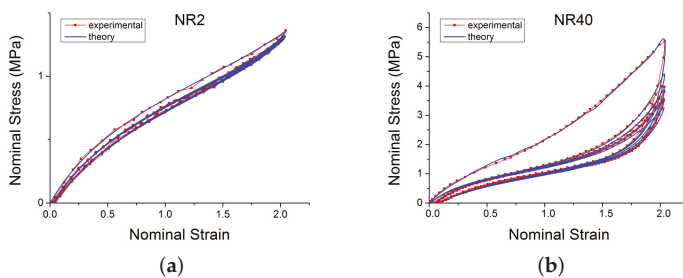 NR2
experimental
theory
1
0
0.0 0.5 1.0 1.5 2.0
Nominal Stress (MPa)
Nominal Strain
(a)
NR40
experimental
theory
6
5
4
3
2
1
0
0.0 0.5 1.0 1.5 2.0
Nominal Stress (MPa)
Nominal Strain
(b)